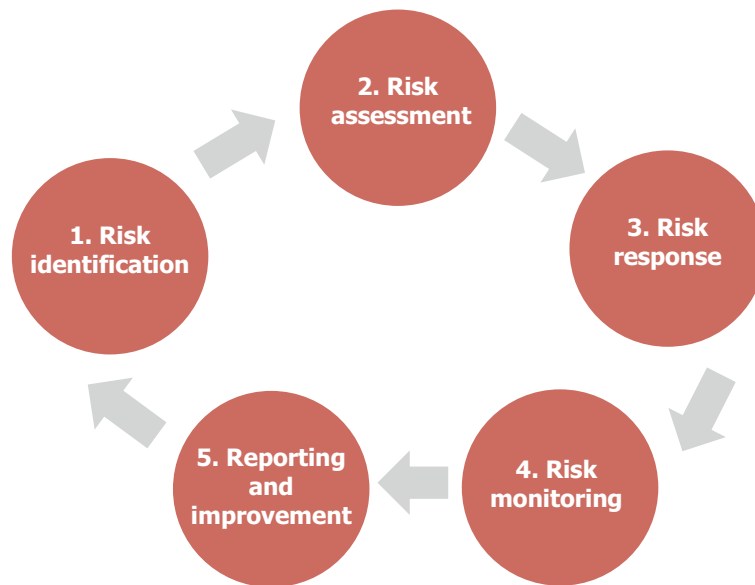 1. Risk
identification
2. Risk
assessment
3. Risk
response
4. Risk
monitoring
5. Reporting
and
improvement